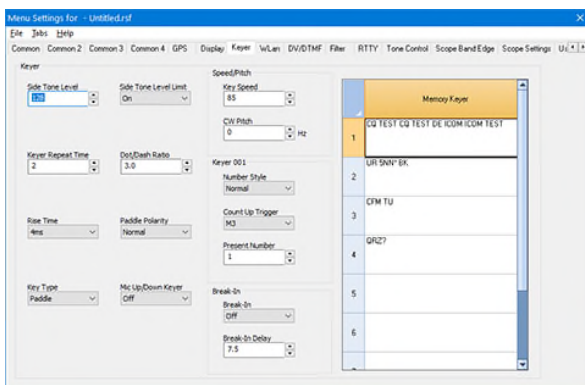 Menu Settings for - Untitled.rsf
File Tabs Help
Common Common 2 Common 3 Common 4 GPS Display Keyer WLan DV/DTMF Filter RTTY Tone Control Scope Band Edge Scope Settings
Keyer
Side Tone Level
128
Side Tone Level Limit
On
Keyer Repeat Time
2
Dot/Dash Ratio
3.0
Rise Time
4ms
Paddle Polarity
Normal
Key Type
Paddle
Mic Up/Down Keyer
Off
Speed/Pitch
Key Speed
85
CW Pitch
0 Hz
Keyer 001
Number Style
Normal
Count Up Trigger
M3
Present Number
1
Break-In
Break-In
Off
Break-In Delay
7.5
Memory Keyer
1 CQ TEST CQ TEST DE ICOM ICOM TEST
2 UR 5NN* BK
3 CFM TU
4 QRZ?
5
6